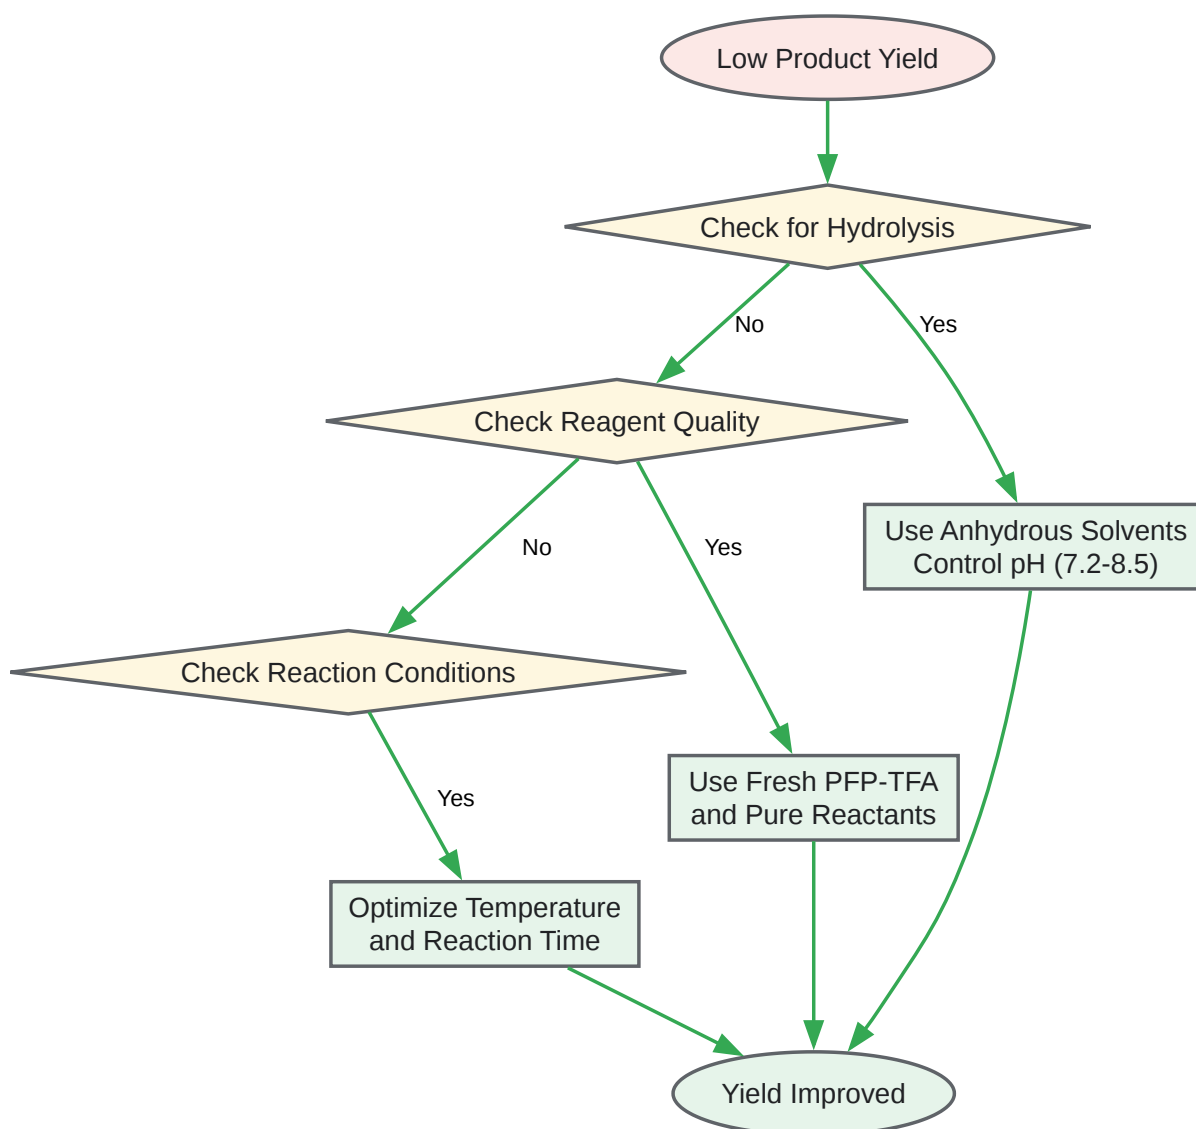 Low Product Yield
Check for Hydrolysis
No
Yes
Check Reagent Quality
No
Yes
Use Anhydrous Solvents
Control pH (7.2-8.5)
Check Reaction Conditions
Yes
Use Fresh PFP-TFA
and Pure Reactants
Optimize Temperature
and Reaction Time
Yield Improved